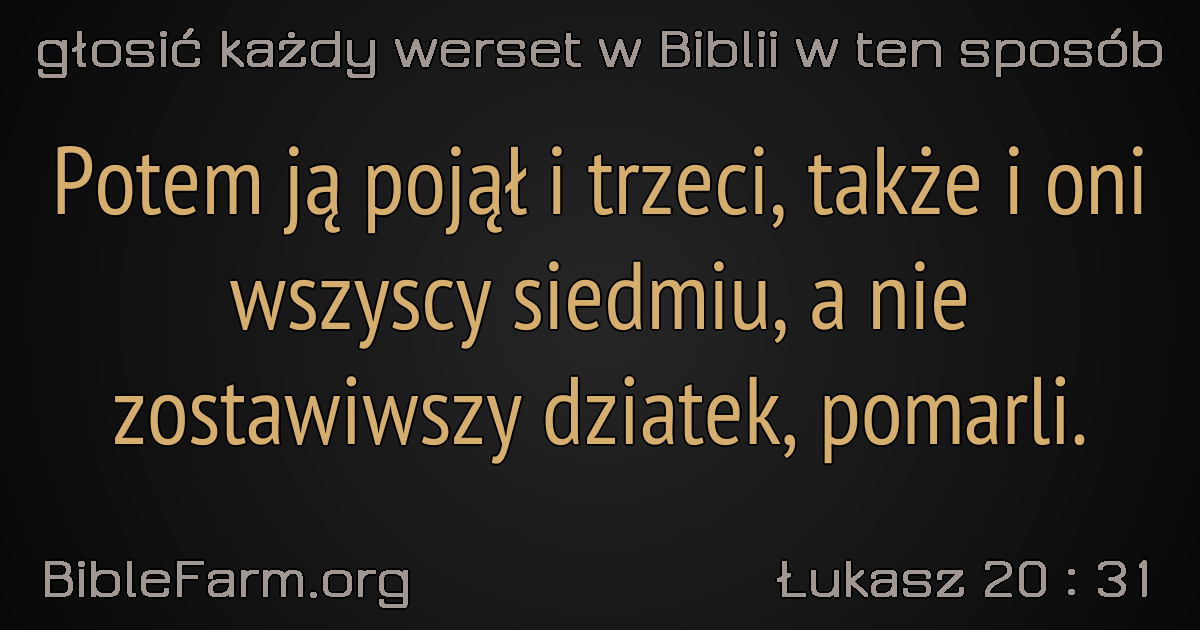 głosić każdy werset w Biblii w ten sposób
Potem ją pojął i trzeci, także i oni
wszyscy siedmiu, a nie
zostawiwszy dziatek, pomarli.
BibleFarm.org
Łukasz 20 : 31